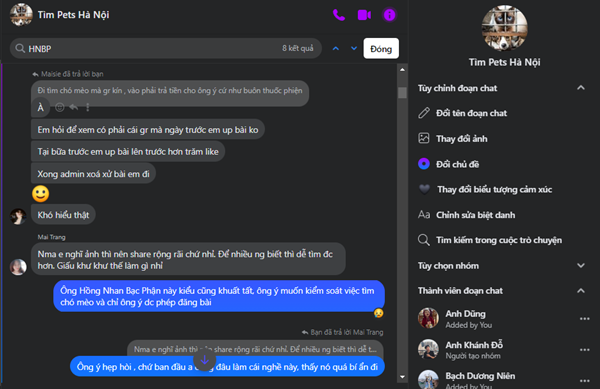 Tìm Pets Hà Nội
HNBP
8 kết quả
Đóng
Maisie đã trả lời bạn
Đi tìm chó mèo mà gr kín , vào phải trả tiền cho ông ý cứ như buôn thuốc phiện
À
Em hỏi để xem có phải cái gr mà ngày trước em up bài ko
Tại bữa trước em up bài lên trước hơn trăm like
Xong admin xoá xử bài em đi
Khó hiểu thật
Mai Trang
Nma e nghĩ ảnh thì nên share rộng rãi chứ nhỉ. Để nhiều ng biết thì dễ tìm đc
hơn. Giấu khư khư thế làm gì nhỉ
Ông Hồng Nhan Bạc Phận này kiểu cũng khuất tất, ông ý muốn kiểm soát việc tìm
chó mèo và chỉ ông ý dc phép đăng bài
Bạn đã trả lời Mai Trang
Nma e nghĩ ảnh thì nên share rộng rãi chứ nhỉ. Để nhiều ng biết thì dễ t...
Ông ý hẹp hòi , chứ ban đầu a cũng đâu làm cái nghề này, thấy nó quá bí ẩn đi
Tìm Pets Hà Nội
Tùy chỉnh đoạn chat
Đổi tên đoạn chat
Thay đổi ảnh
Đổi chủ đề
Thay đổi biểu tượng cảm xúc
Aa
Chỉnh sửa biệt danh
Tìm kiếm trong cuộc trò chuyện
Tùy chọn nhóm
Thành viên đoạn chat
Anh Dũng
Added by You
Anh Khánh Đỗ
Người tạo nhóm
Bạch Dương Niên
Added by You